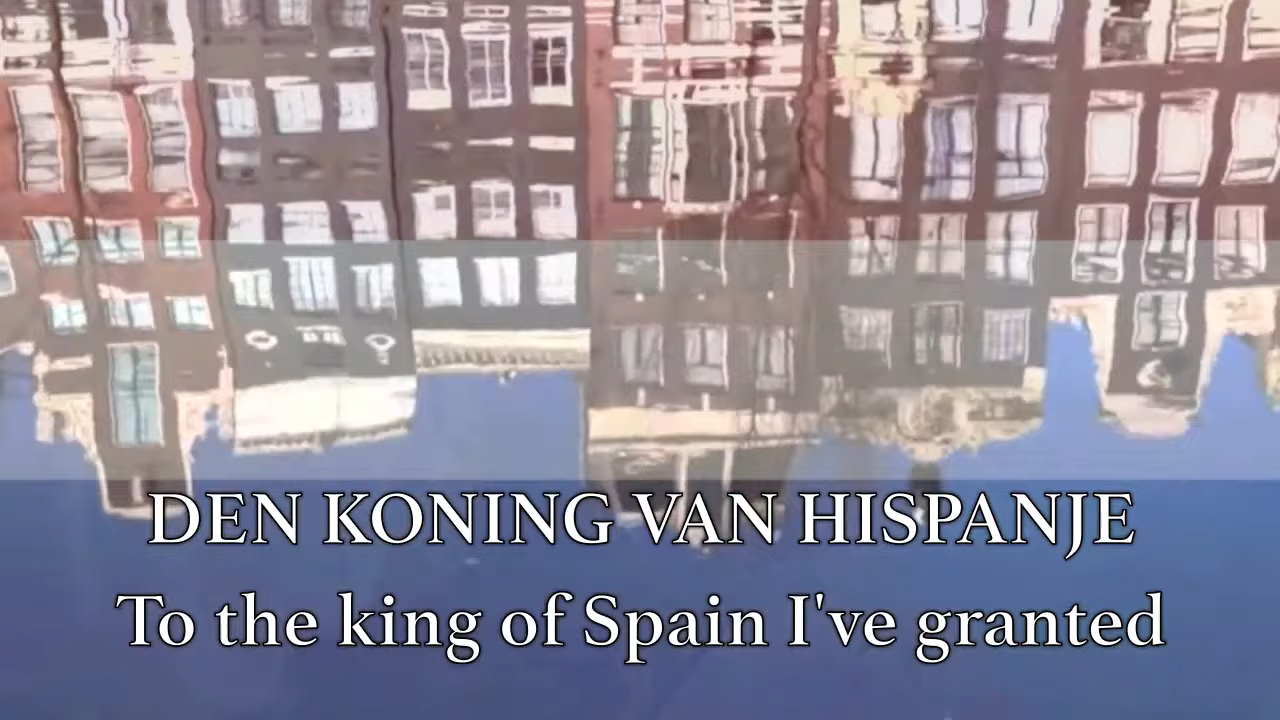 DEN KONING VAN HISPANJE
To the king of Spain I've granted